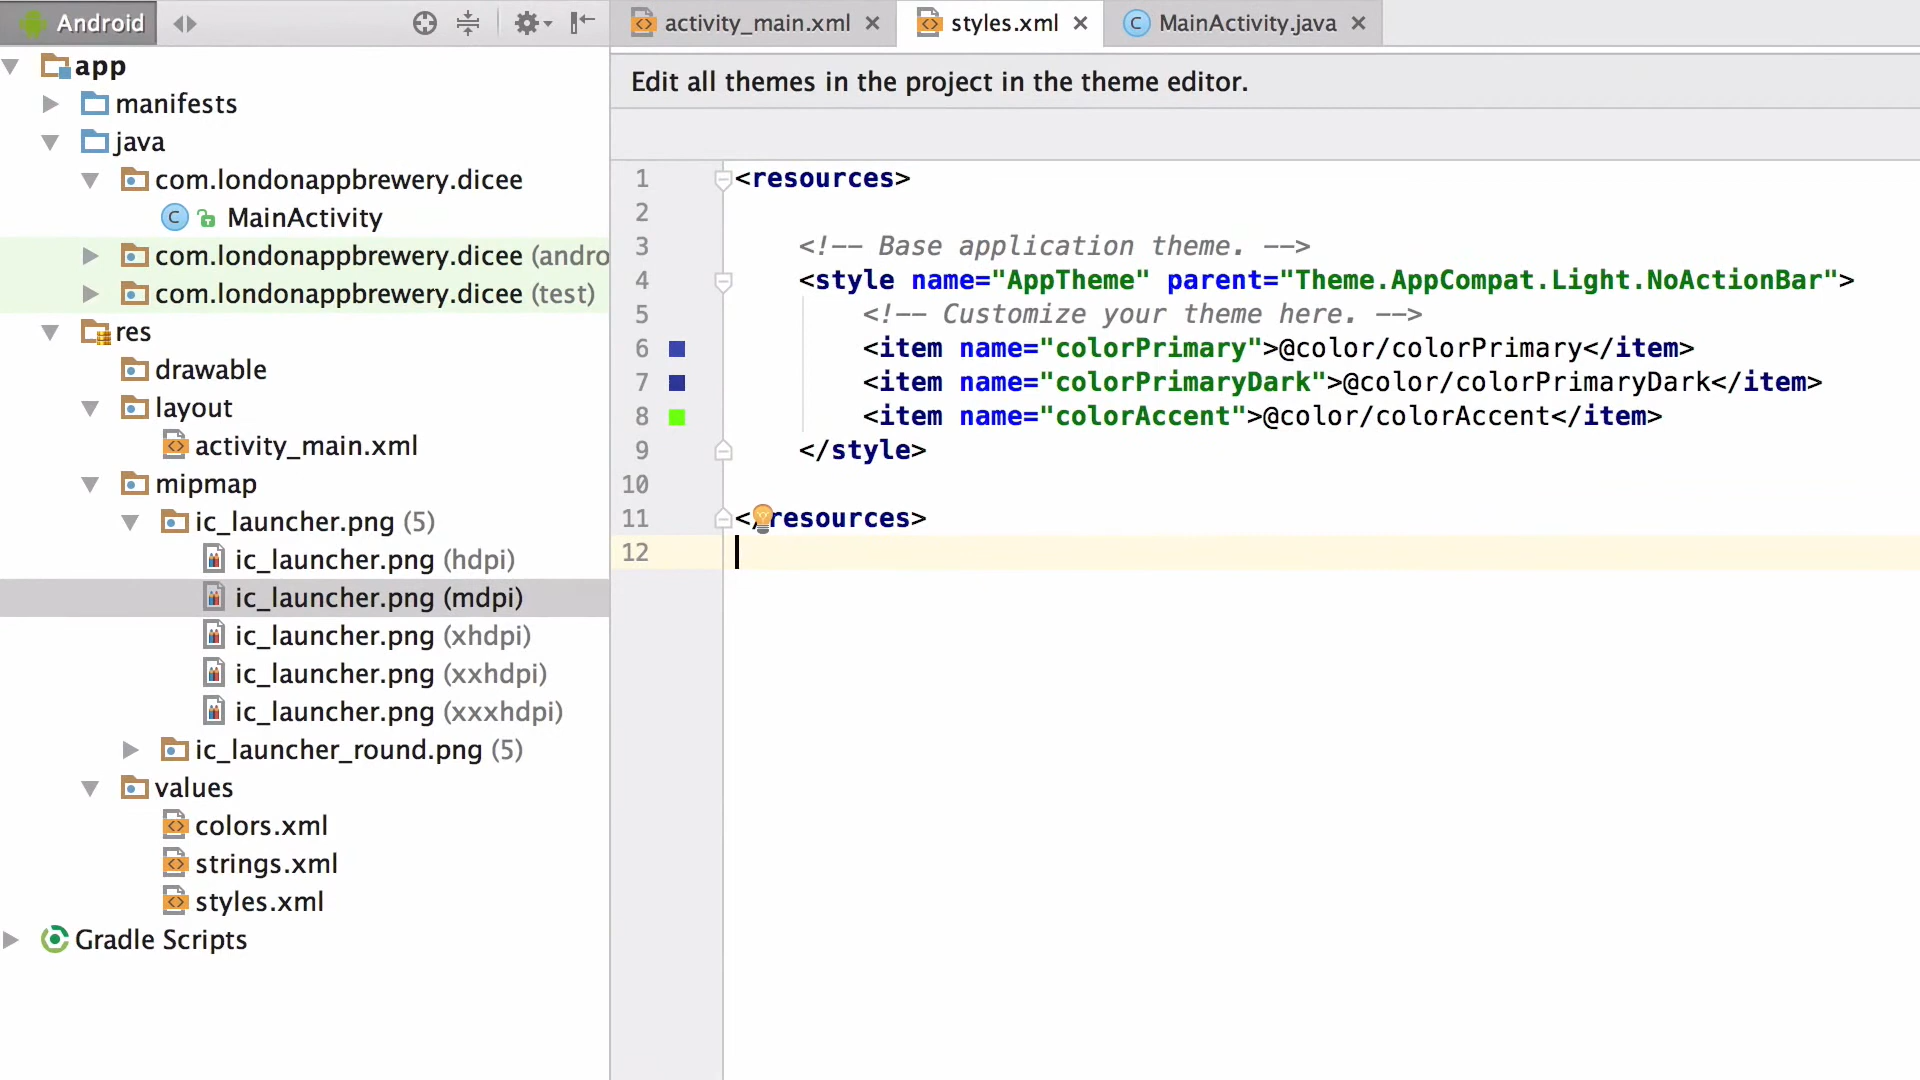 Android
app
manifests
java
com.londonappbrewery.dicee
MainActivity
com.londonappbrewery.dicee (andro
com.londonappbrewery.dicee (test)
res
drawable
layout
activity_main.xml
mipmap
ic_launcher.png (5)
ic_launcher.png (hdpi)
ic_launcher.png (mdpi)
ic_launcher.png (xhdpi)
ic_launcher.png (xxhdpi)
ic_launcher.png (xxxhdpi)
ic_launcher_round.png (5)
values
colors.xml
strings.xml
styles.xml
Gradle Scripts
activity_main.xml
styles.xml
MainActivity.java
Edit all themes in the project in the theme editor.
1 <resources>
2
3 <!-- Base application theme. -->
4 <style name="AppTheme" parent="Theme.AppCompat.Light.NoActionBar">
5 <!-- Customize your theme here. -->
6 <item name="colorPrimary">@color/colorPrimary</item>
7 <item name="colorPrimaryDark">@color/colorPrimaryDark</item>
8 <item name="colorAccent">@color/colorAccent</item>
9 </style>
10
11 </resources>
12